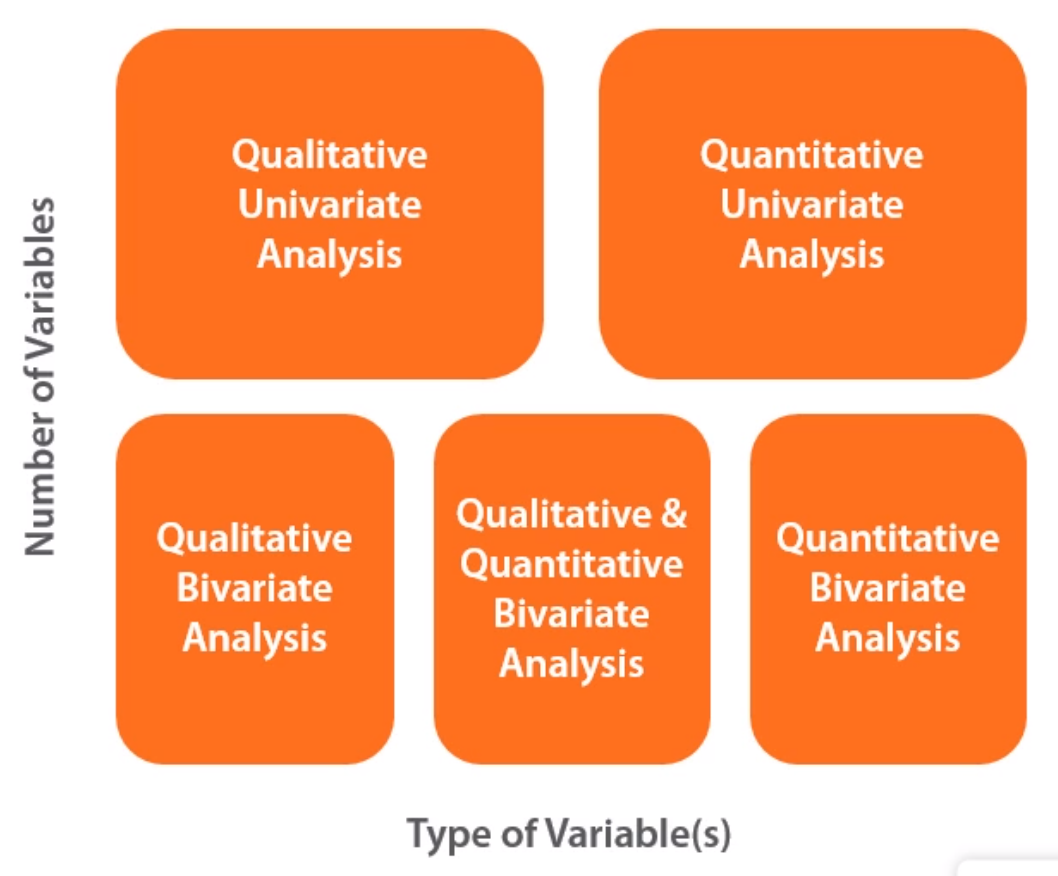 Number of Variables
Qualitative
Univariate
Analysis
Quantitative
Univariate
Analysis
Qualitative
Bivariate
Analysis
Qualitative &
Quantitative
Bivariate
Analysis
Quantitative
Bivariate
Analysis
Type of Variable(s)